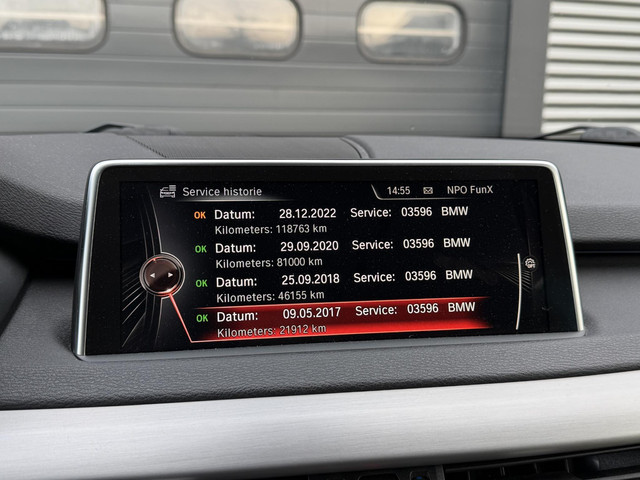 Service historie 14:55 NPO FunX
OK Datum: 28.12.2022 Service: 03596 BMW
Kilometers: 118763 km
OK Datum: 29.09.2020 Service: 03596 BMW
Kilometers: 81000 km
OK Datum: 25.09.2018 Service: 03596 BMW
Kilometers: 46155 km
OK Datum: 09.05.2017 Service: 03596 BMW
Kilometers: 21912 km